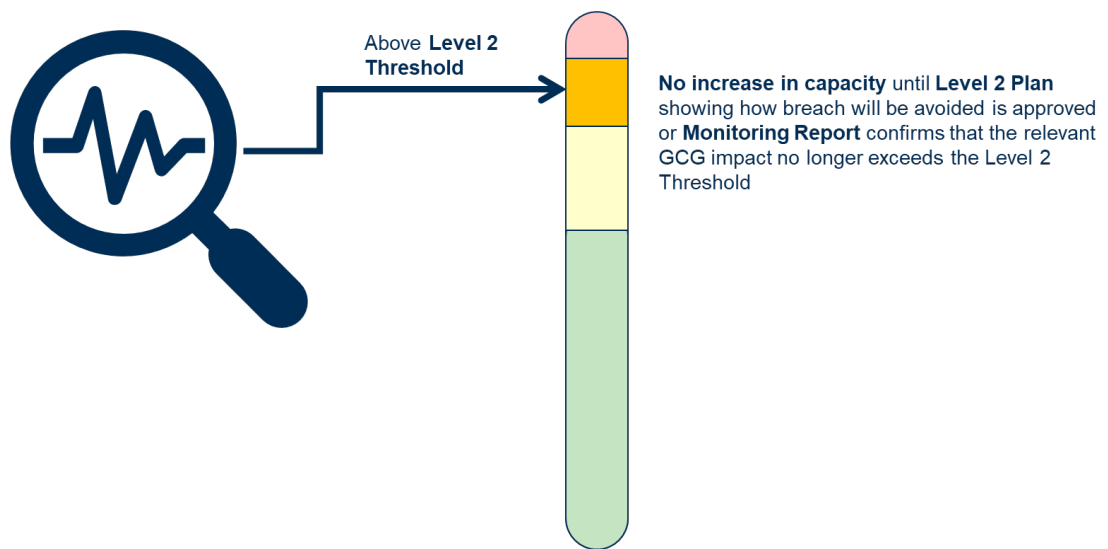 Above Level 2
Threshold
No increase in capacity until Level 2 Plan
showing how breach will be avoided is approved
or Monitoring Report confirms that the relevant
GCG impact no longer exceeds the Level 2
Threshold